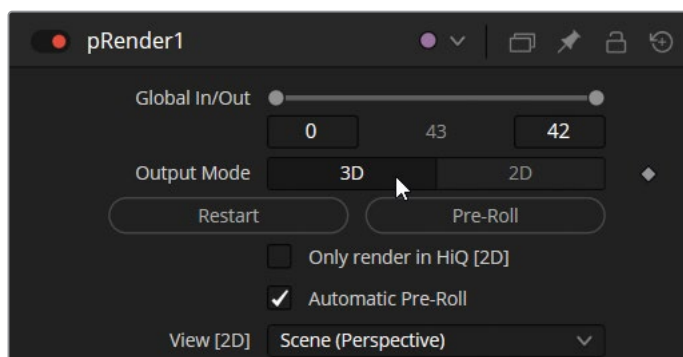 pRender1
Global In/Out
0 43 42
Output Mode 3D 2D
Restart Pre-Roll
Only render in HiQ [2D]
Automatic Pre-Roll
View [2D] Scene (Perspective)